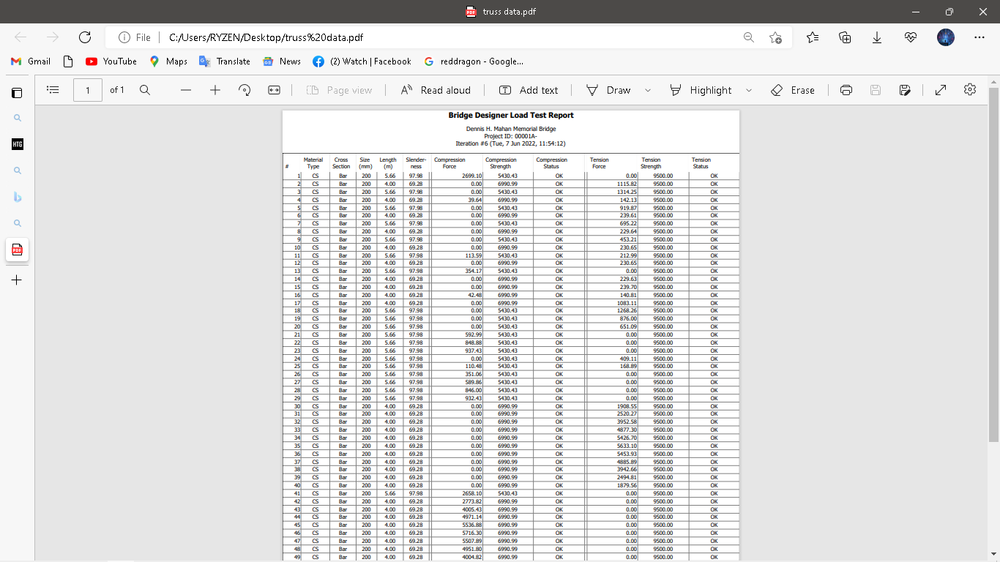 truss data.pdf
File C:/Users/RYZEN/Desktop/truss%20data.pdf
Gmail YouTube Maps Translate News (2) Watch | Facebook reddragon - Google...
1 of 1 Page view Read aloud Add text Draw Highlight Erase
HTG
PDF
Bridge Designer Load Test Report
Dennis H. Mahan Memorial Bridge
Project ID: 00001A-
Iteration #6 (Tue, 7 Jun 2022, 11:54:12)
Material Cross Size Length Slender- Compression Compression Compression Tension Tension Tension
# Type Section (mm) (m) ness Force Strength Status Force Strength Status
1 CS Bar 200 5.66 97.98 2699.10 5430.43 OK 0.00 9500.00 OK
2 CS Bar 200 4.00 69.28 0.00 6990.99 OK 1115.82 9500.00 OK
3 CS Bar 200 5.66 97.98 0.00 5430.43 OK 1314.25 9500.00 OK
4 CS Bar 200 4.00 69.28 39.64 6990.99 OK 142.13 9500.00 OK
5 CS Bar 200 5.66 97.98 0.00 5430.43 OK 919.87 9500.00 OK
6 CS Bar 200 4.00 69.28 0.00 6990.99 OK 239.61 9500.00 OK
7 CS Bar 200 5.66 97.98 0.00 5430.43 OK 695.22 9500.00 OK
8 CS Bar 200 4.00 69.28 0.00 6990.99 OK 229.64 9500.00 OK
9 CS Bar 200 5.66 97.98 0.00 5430.43 OK 453.21 9500.00 OK
10 CS Bar 200 4.00 69.28 0.00 6990.99 OK 230.65 9500.00 OK
11 CS Bar 200 5.66 97.98 113.59 5430.43 OK 212.99 9500.00 OK
12 CS Bar 200 4.00 69.28 0.00 6990.99 OK 230.65 9500.00 OK
13 CS Bar 200 5.66 97.98 354.17 5430.43 OK 0.00 9500.00 OK
14 CS Bar 200 4.00 69.28 0.00 6990.99 OK 229.63 9500.00 OK
15 CS Bar 200 4.00 69.28 0.00 6990.99 OK 239.70 9500.00 OK
16 CS Bar 200 4.00 69.28 42.48 6990.99 OK 140.81 9500.00 OK
17 CS Bar 200 4.00 69.28 0.00 6990.99 OK 1083.11 9500.00 OK
18 CS Bar 200 5.66 97.98 0.00 5430.43 OK 1268.26 9500.00 OK
19 CS Bar 200 5.66 97.98 0.00 5430.43 OK 876.00 9500.00 OK
20 CS Bar 200 5.66 97.98 0.00 5430.43 OK 651.09 9500.00 OK
21 CS Bar 200 5.66 97.98 592.99 5430.43 OK 0.00 9500.00 OK
22 CS Bar 200 5.66 97.98 848.88 5430.43 OK 0.00 9500.00 OK
23 CS Bar 200 5.66 97.98 937.43 5430.43 OK 0.00 9500.00 OK
24 CS Bar 200 5.66 97.98 0.00 5430.43 OK 409.11 9500.00 OK
25 CS Bar 200 5.66 97.98 110.48 5430.43 OK 168.89 9500.00 OK
26 CS Bar 200 5.66 97.98 351.06 5430.43 OK 0.00 9500.00 OK
27 CS Bar 200 5.66 97.98 589.86 5430.43 OK 0.00 9500.00 OK
28 CS Bar 200 5.66 97.98 846.00 5430.43 OK 0.00 9500.00 OK
29 CS Bar 200 5.66 97.98 932.43 5430.43 OK 0.00 9500.00 OK
30 CS Bar 200 4.00 69.28 0.00 6990.99 OK 1908.55 9500.00 OK
31 CS Bar 200 4.00 69.28 0.00 6990.99 OK 2520.27 9500.00 OK
32 CS Bar 200 4.00 69.28 0.00 6990.99 OK 3952.58 9500.00 OK
33 CS Bar 200 4.00 69.28 0.00 6990.99 OK 4877.30 9500.00 OK
34 CS Bar 200 4.00 69.28 0.00 6990.99 OK 5426.70 9500.00 OK
35 CS Bar 200 4.00 69.28 0.00 6990.99 OK 5633.10 9500.00 OK
36 CS Bar 200 4.00 69.28 0.00 6990.99 OK 5453.93 9500.00 OK
37 CS Bar 200 4.00 69.28 0.00 6990.99 OK 4885.89 9500.00 OK
38 CS Bar 200 4.00 69.28 0.00 6990.99 OK 3942.66 9500.00 OK
39 CS Bar 200 4.00 69.28 0.00 6990.99 OK 2494.81 9500.00 OK
40 CS Bar 200 4.00 69.28 0.00 6990.99 OK 1879.56 9500.00 OK
41 CS Bar 200 5.66 97.98 2658.10 5430.43 OK 0.00 9500.00 OK
42 CS Bar 200 4.00 69.28 2773.82 6990.99 OK 0.00 9500.00 OK
43 CS Bar 200 4.00 69.28 4005.43 6990.99 OK 0.00 9500.00 OK
44 CS Bar 200 4.00 69.28 4971.14 6990.99 OK 0.00 9500.00 OK
45 CS Bar 200 4.00 69.28 5536.88 6990.99 OK 0.00 9500.00 OK
46 CS Bar 200 4.00 69.28 5716.30 6990.99 OK 0.00 9500.00 OK
47 CS Bar 200 4.00 69.28 5507.89 6990.99 OK 0.00 9500.00 OK
48 CS Bar 200 4.00 69.28 4951.80 6990.99 OK 0.00 9500.00 OK
49 CS Bar 200 4.00 69.28 4004.82 6990.99 OK 0.00 9500.00 OK